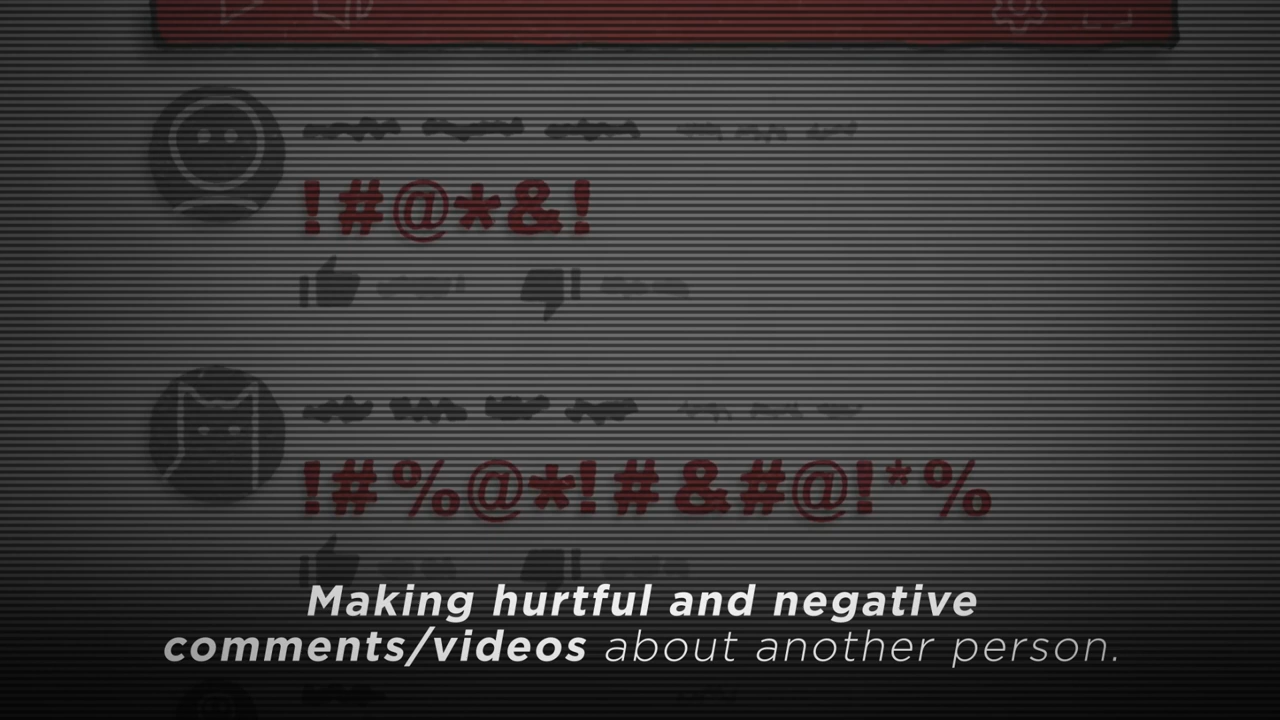 !#@*&!
!#%@*!#&#@!*%
Making hurtful and negative
comments/videos about another person.